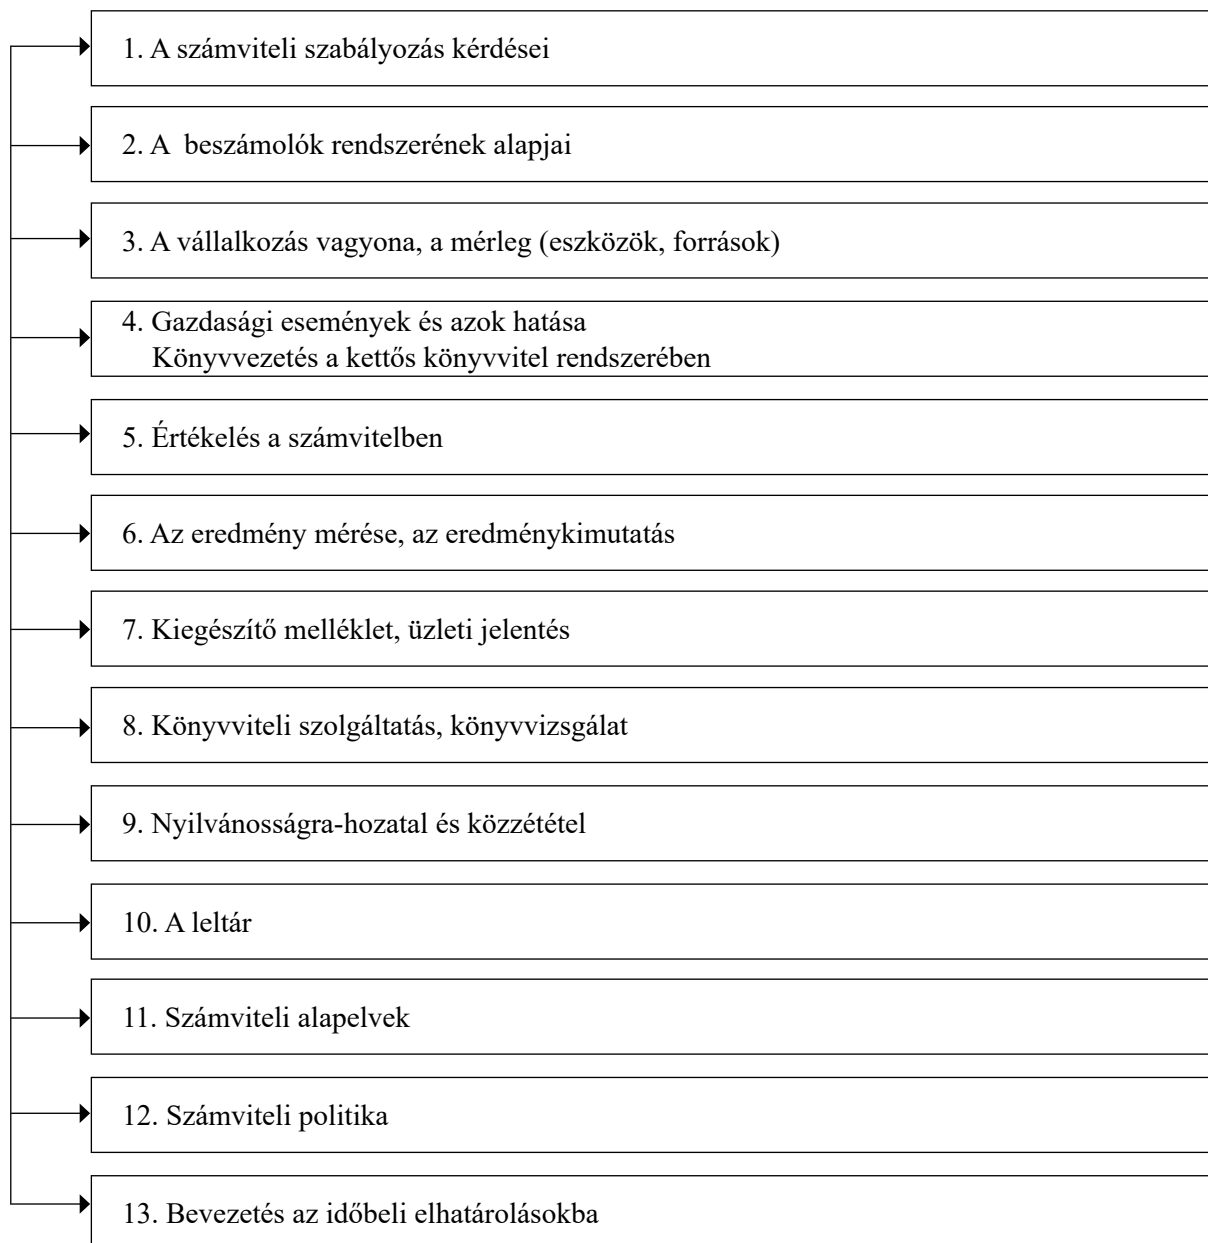 1. A számviteli szabályozás kérdései
2. A  beszámolók rendszerének alapjai
3. A vállalkozás vagyona, a mérleg (eszközök, források)
4. Gazdasági események és azok hatása
Könyvvezetés a kettős könyvvitel rendszerében
5. Értékelés a számvitelben
6. Az eredmény mérése, az eredménykimutatás
7. Kiegészítő melléklet, üzleti jelentés
8. Könyvviteli szolgáltatás, könyvvizsgálat
9. Nyilvánosságra-hozatal és közzététel
10. A leltár
11. Számviteli alapelvek
12. Számviteli politika
13. Bevezetés az időbeli elhatárolásokba